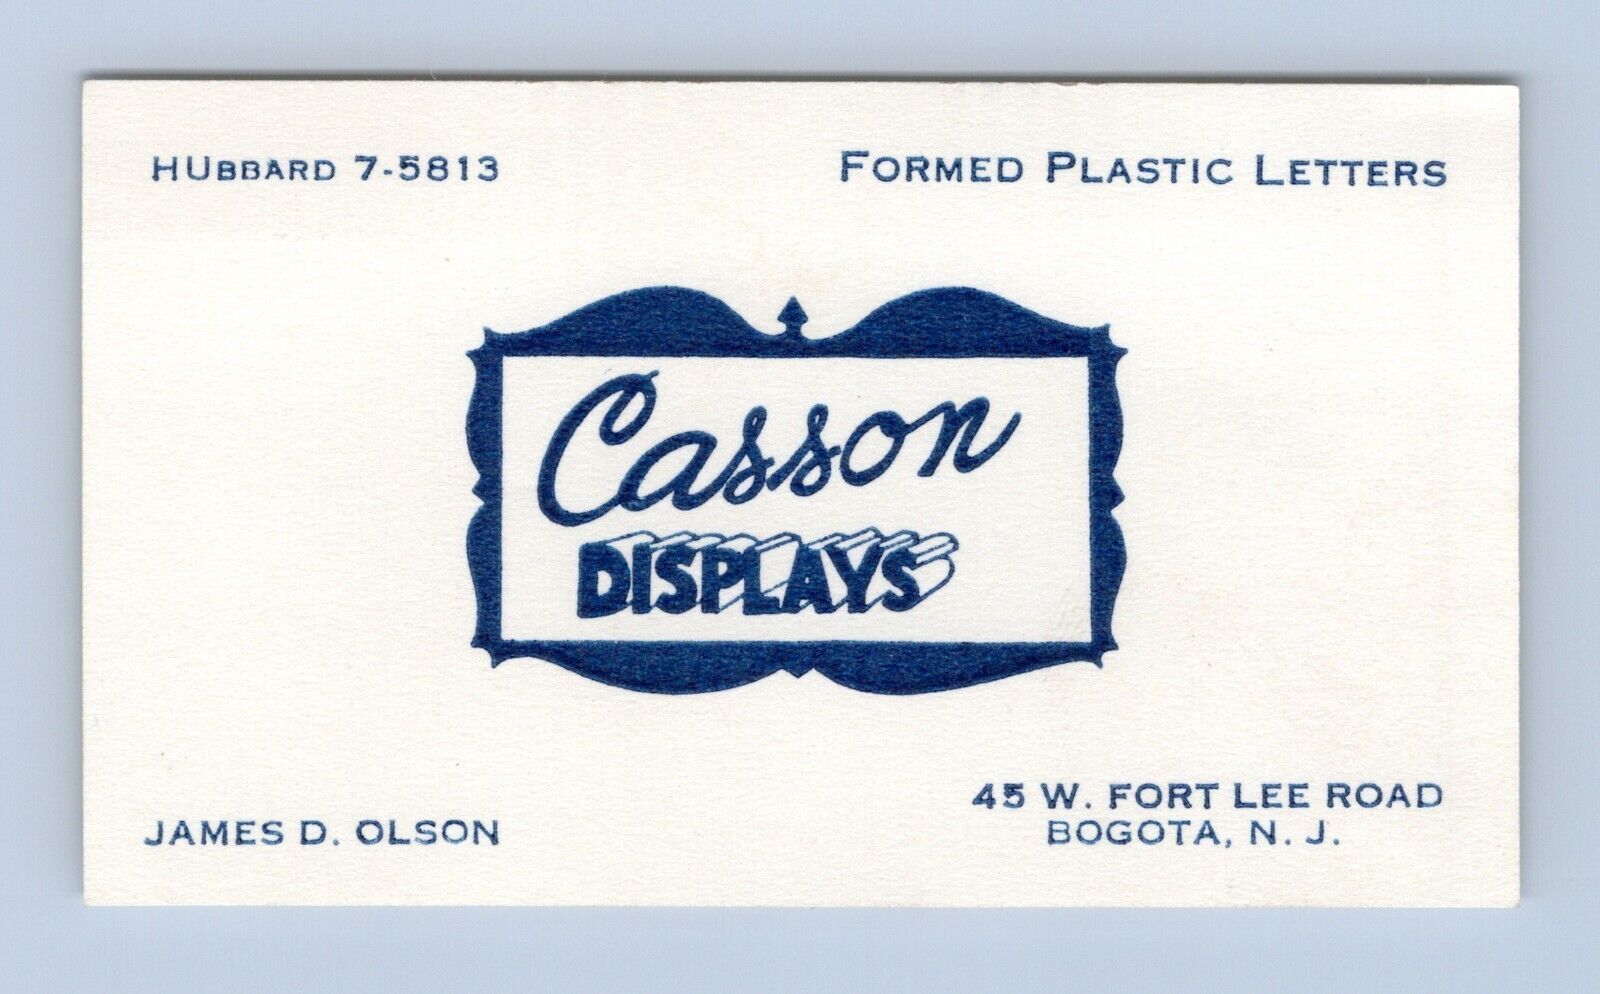 HUBBARD 7-5813
FORMED PLASTIC LETTERS
Casson
DISPLAYS
JAMES D. OLSON
45 W. FORT LEE ROAD
BOGOTA, N. J.